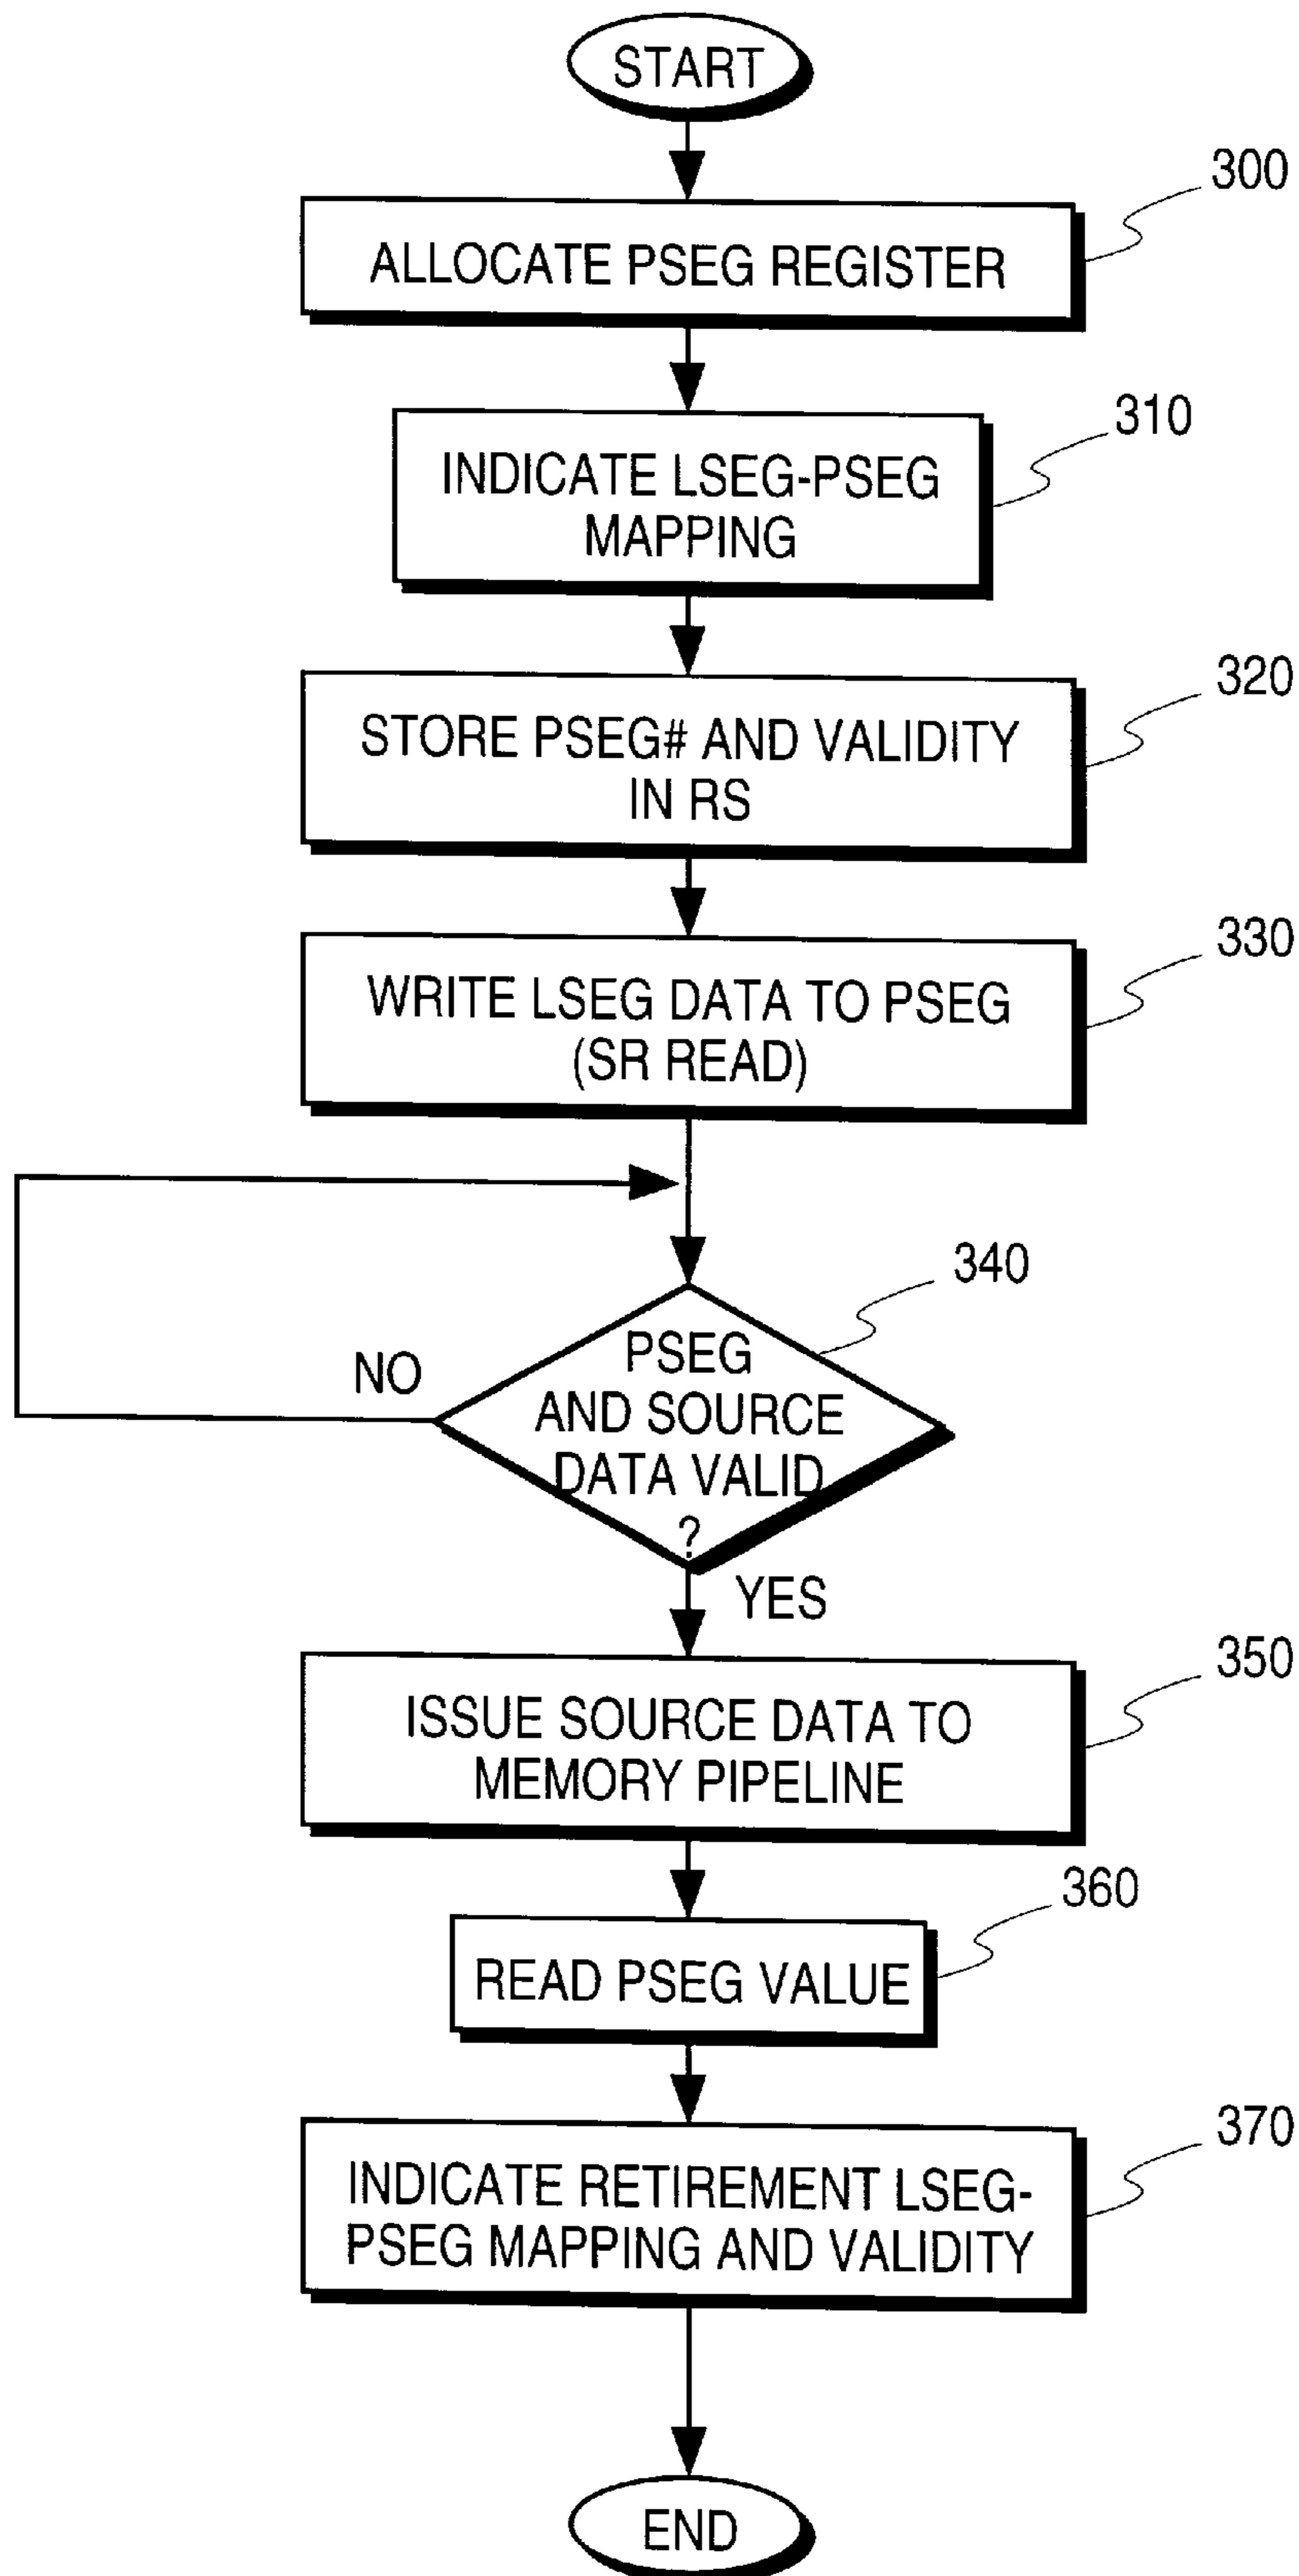 START
300
ALLOCATE PSEG REGISTER
310
INDICATE LSEG-PSEG
MAPPING
320
STORE PSEG# AND VALIDITY
IN RS
330
WRITE LSEG DATA TO PSEG
(SR READ)
340
PSEG
AND SOURCE
DATA VALID
?
NO
YES
350
ISSUE SOURCE DATA TO
MEMORY PIPELINE
360
READ PSEG VALUE
370
INDICATE RETIREMENT LSEG-
PSEG MAPPING AND VALIDITY
END